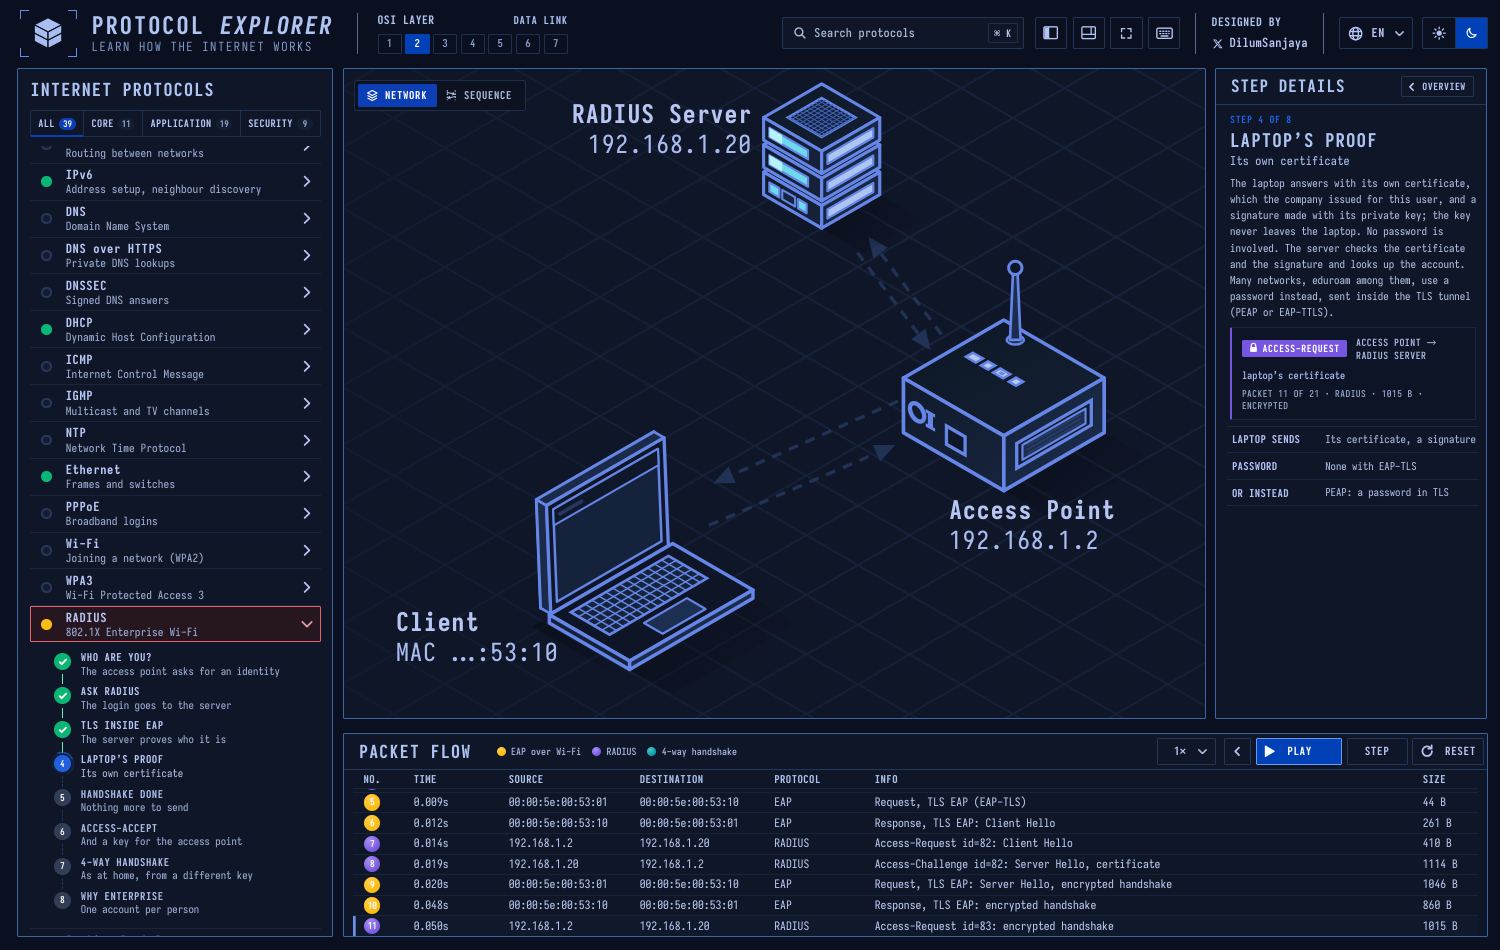 PROTOCOL EXPLORER
LEARN HOW THE INTERNET WORKS
OSI LAYER
DATA LINK
1 2 3 4 5 6 7
Search protocols
⌘ K
DESIGNED BY
X DilumSanjaya
EN
INTERNET PROTOCOLS
ALL 39
CORE 11
APPLICATION 19
SECURITY 9
Routing between networks
IPv6
Address setup, neighbour discovery
DNS
Domain Name System
DNS over HTTPS
Private DNS lookups
DNSSEC
Signed DNS answers
DHCP
Dynamic Host Configuration
ICMP
Internet Control Message
IGMP
Multicast and TV channels
NTP
Network Time Protocol
Ethernet
Frames and switches
PPPoE
Broadband logins
Wi-Fi
Joining a network (WPA2)
WPA3
Wi-Fi Protected Access 3
RADIUS
802.1X Enterprise Wi-Fi
WHO ARE YOU?
The access point asks for an identity
ASK RADIUS
The login goes to the server
TLS INSIDE EAP
The server proves who it is
4 LAPTOP'S PROOF
Its own certificate
5 HANDSHAKE DONE
Nothing more to send
6 ACCESS-ACCEPT
And a key for the access point
7 4-WAY HANDSHAKE
As at home, from a different key
8 WHY ENTERPRISE
One account per person
NETWORK
SEQUENCE
RADIUS Server
192.168.1.20
Access Point
192.168.1.2
Client
MAC …:53:10
STEP DETAILS
OVERVIEW
STEP 4 OF 8
LAPTOP'S PROOF
Its own certificate
The laptop answers with its own certificate,
which the company issued for this user, and a
signature made with its private key; the key
never leaves the laptop. No password is
involved. The server checks the certificate
and the signature and looks up the account.
Many networks, eduroam among them, use a
password instead, sent inside the TLS tunnel
(PEAP or EAP-TTLS).
ACCESS-REQUEST
ACCESS POINT →
RADIUS SERVER
laptop's certificate
PACKET 11 OF 21 · RADIUS · 1015 B ·
ENCRYPTED
LAPTOP SENDS Its certificate, a signature
PASSWORD None with EAP-TLS
OR INSTEAD PEAP: a password in TLS
PACKET FLOW
EAP over Wi-Fi
RADIUS
4-way handshake
1×
PLAY
STEP
RESET
NO. TIME SOURCE DESTINATION PROTOCOL INFO SIZE
5 0.009s 00:00:5e:00:53:01 00:00:5e:00:53:10 EAP Request, TLS EAP (EAP-TLS) 44 B
6 0.012s 00:00:5e:00:53:10 00:00:5e:00:53:01 EAP Response, TLS EAP: Client Hello 261 B
7 0.014s 192.168.1.2 192.168.1.20 RADIUS Access-Request id=82: Client Hello 410 B
8 0.019s 192.168.1.20 192.168.1.2 RADIUS Access-Challenge id=82: Server Hello, certificate 1114 B
9 0.020s 00:00:5e:00:53:01 00:00:5e:00:53:10 EAP Request, TLS EAP: Server Hello, encrypted handshake 1046 B
10 0.048s 00:00:5e:00:53:10 00:00:5e:00:53:01 EAP Response, TLS EAP: encrypted handshake 860 B
11 0.050s 192.168.1.2 192.168.1.20 RADIUS Access-Request id=83: encrypted handshake 1015 B